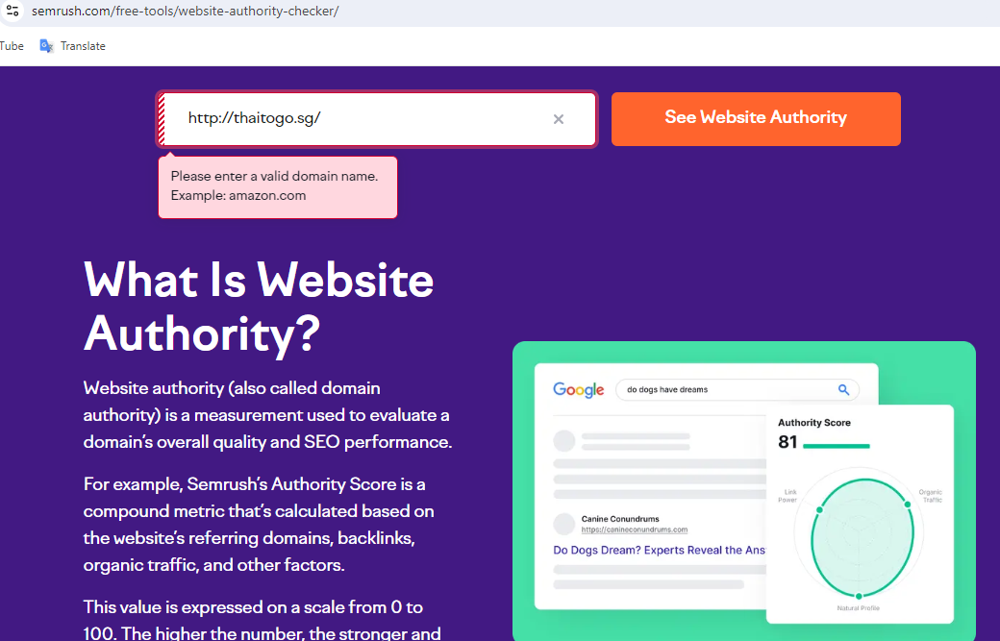 semrush.com/free-tools/website-authority-checker/
Tube
Translate
http://thaitogo.sg/
See Website Authority
Please enter a valid domain name.
Example: amazon.com
What Is Website
Authority?
Website authority (also called domain
authority) is a measurement used to evaluate a
domain's overall quality and SEO performance.
For example, Semrush's Authority Score is a
compound metric that's calculated based on
the website's referring domains, backlinks,
organic traffic, and other factors.
This value is expressed on a scale from 0 to
100. The higher the number, the stronger and
Google
do dogs have dreams
Canine Conundrums
https://canineconundrums.com
Do Dogs Dream? Experts Reveal the Ans
Authority Score
81
Link
Power
Organic
Traffic
Natural Profile